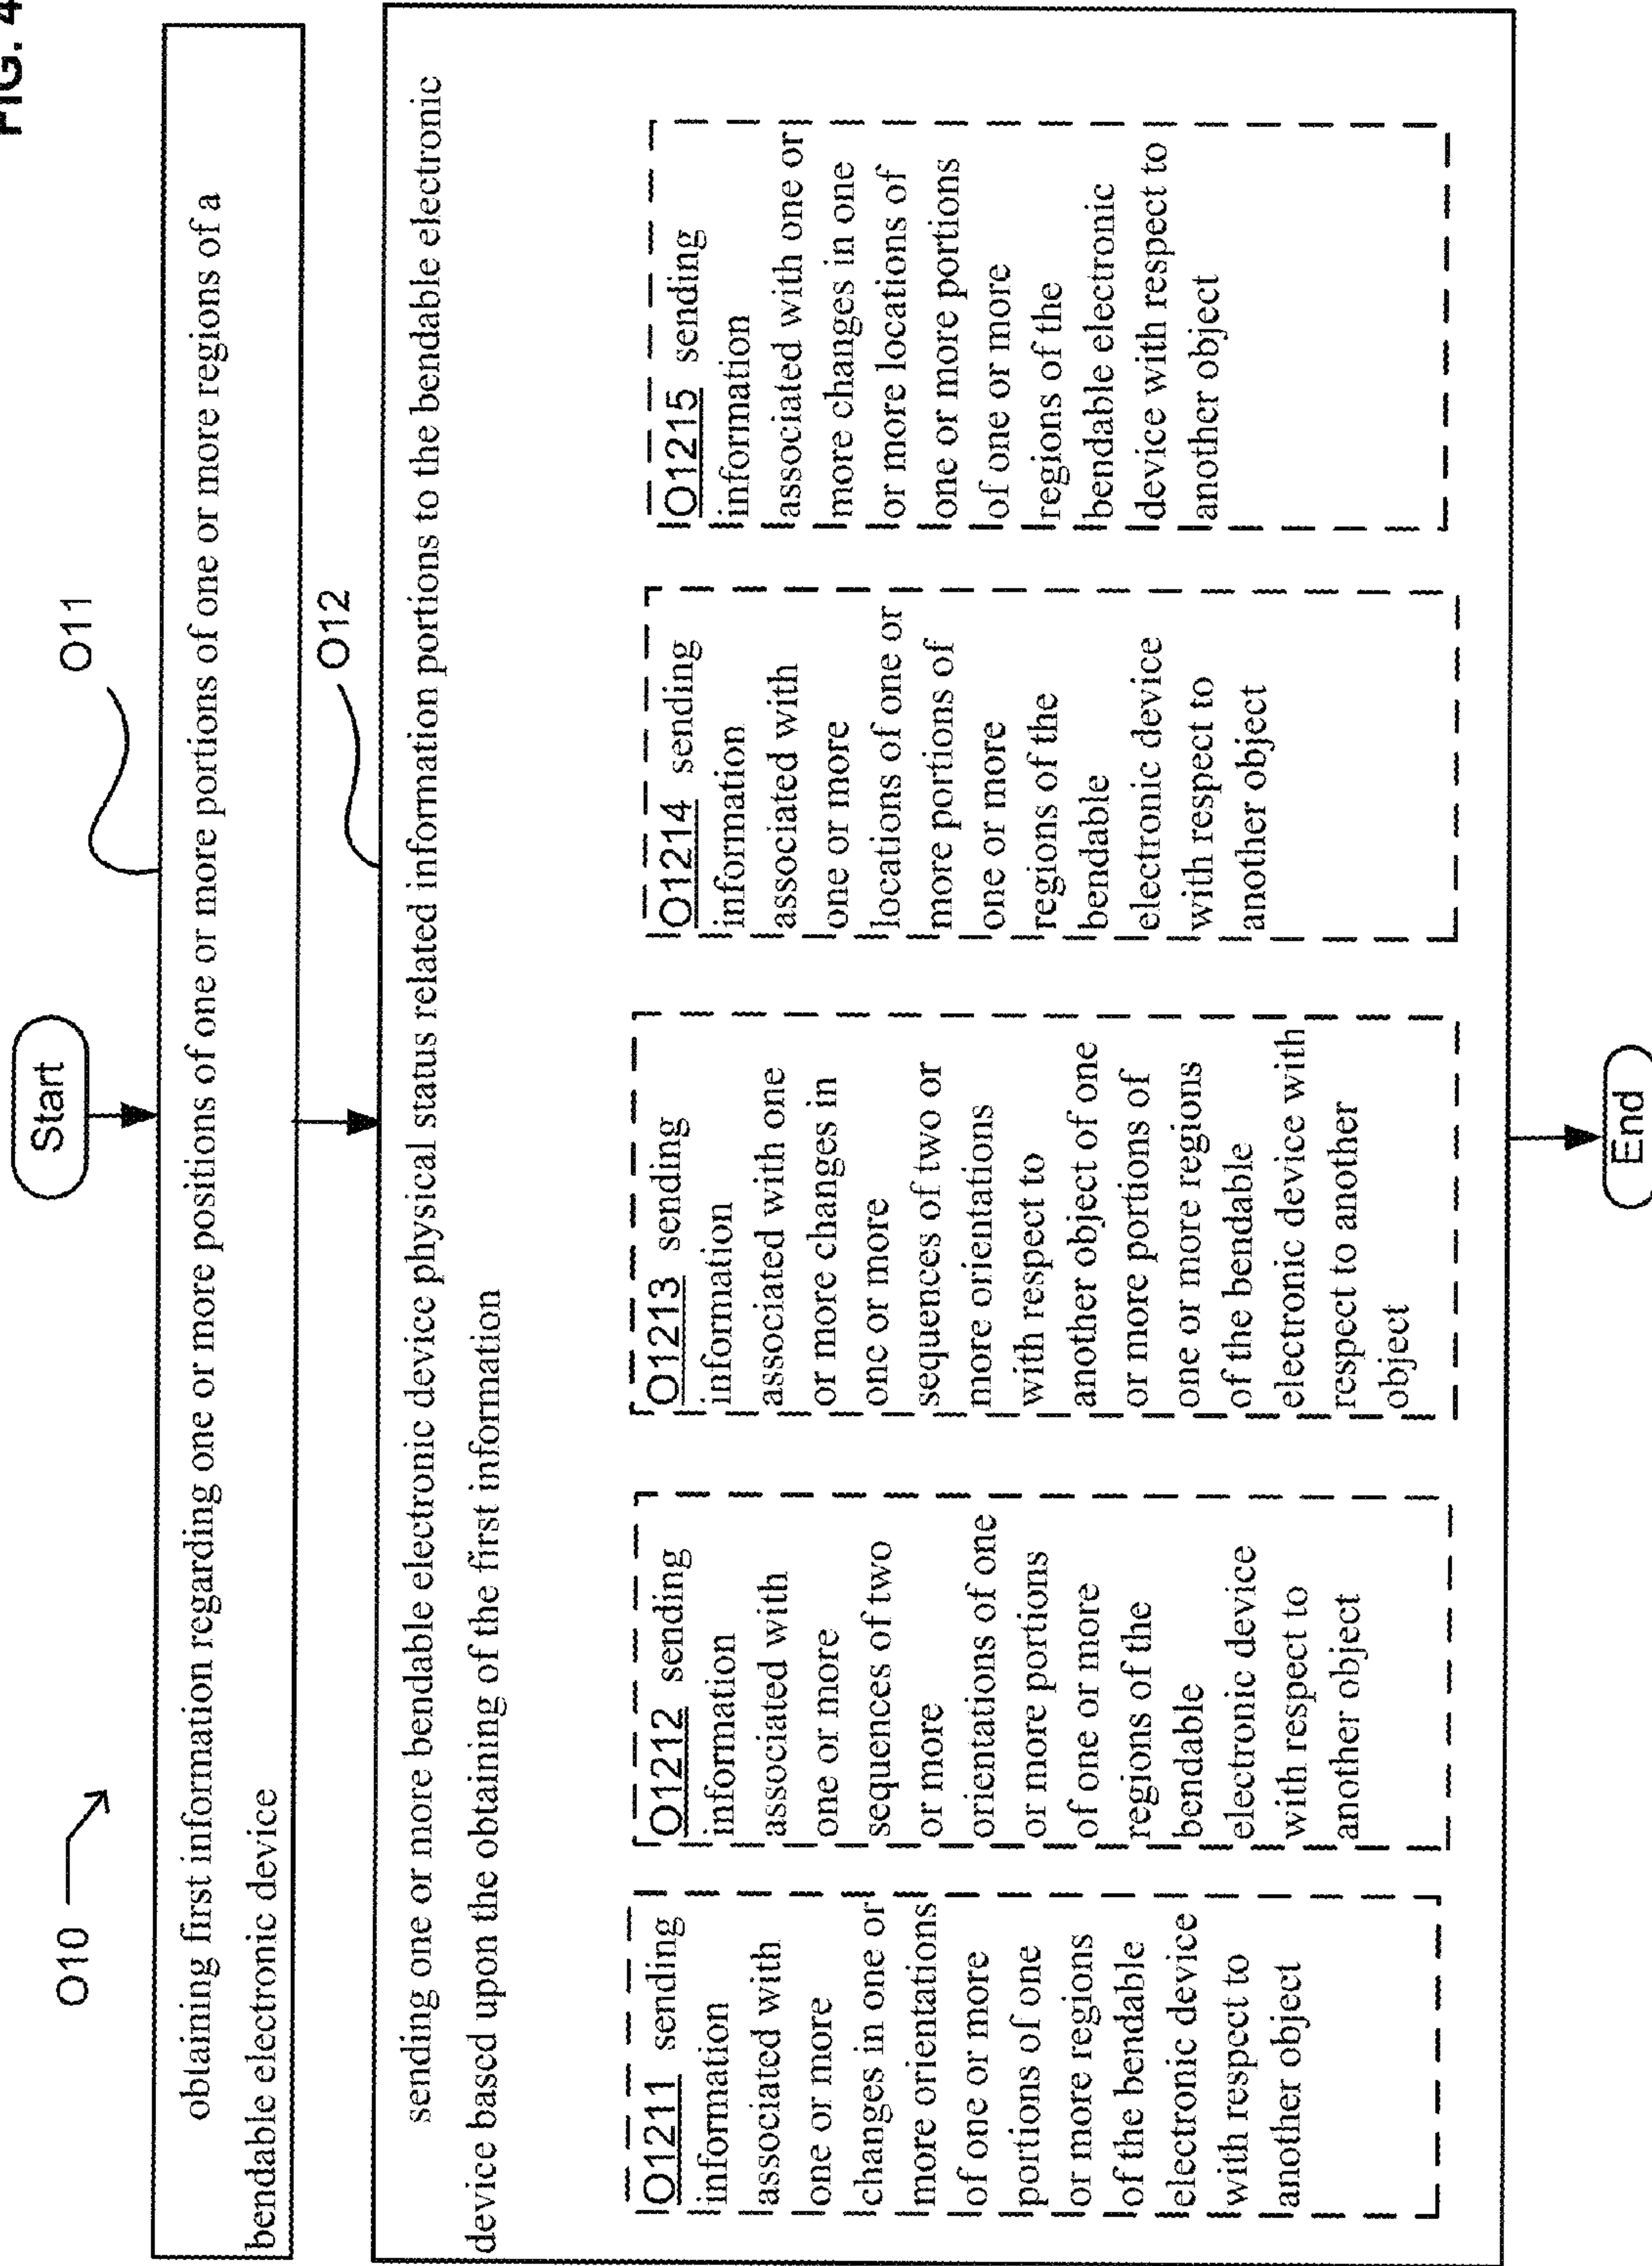 FIG. 4
O10
Start
O11
obtaining first information regarding one or more positions of one or more portions of one or more regions of a
bendable electronic device
O12
sending one or more bendable electronic device physical status related information portions to the bendable electronic
device based upon the obtaining of the first information
O1211 sending
information
associated with
one or more
changes in one or
more orientations
of one or more
portions of one
or more regions
of the bendable
electronic device
with respect to
another object
O1212 sending
information
associated with
one or more
sequences of two
or more
orientations of one
or more portions
of one or more
regions of the
bendable
electronic device
with respect to
another object
O1213 sending
information
associated with one
or more changes in
one or more
sequences of two or
more orientations
with respect to
another object of one
or more portions of
one or more regions
of the bendable
electronic device with
respect to another
object
O1214 sending
information
associated with
one or more
locations of one or
more portions of
one or more
regions of the
bendable
electronic device
with respect to
another object
O1215 sending
information
associated with one or
more changes in one
or more locations of
one or more portions
of one or more
regions of the
bendable electronic
device with respect to
another object
End